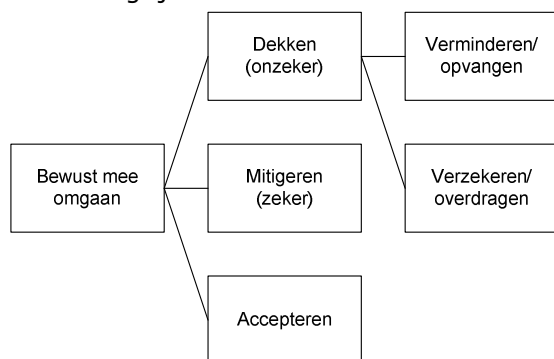 Dekken
(onzeker)
Verminderen/
opvangen
Bewust mee
omgaan
Mitigeren
(zeker)
Verzekeren/
overdragen
Accepteren